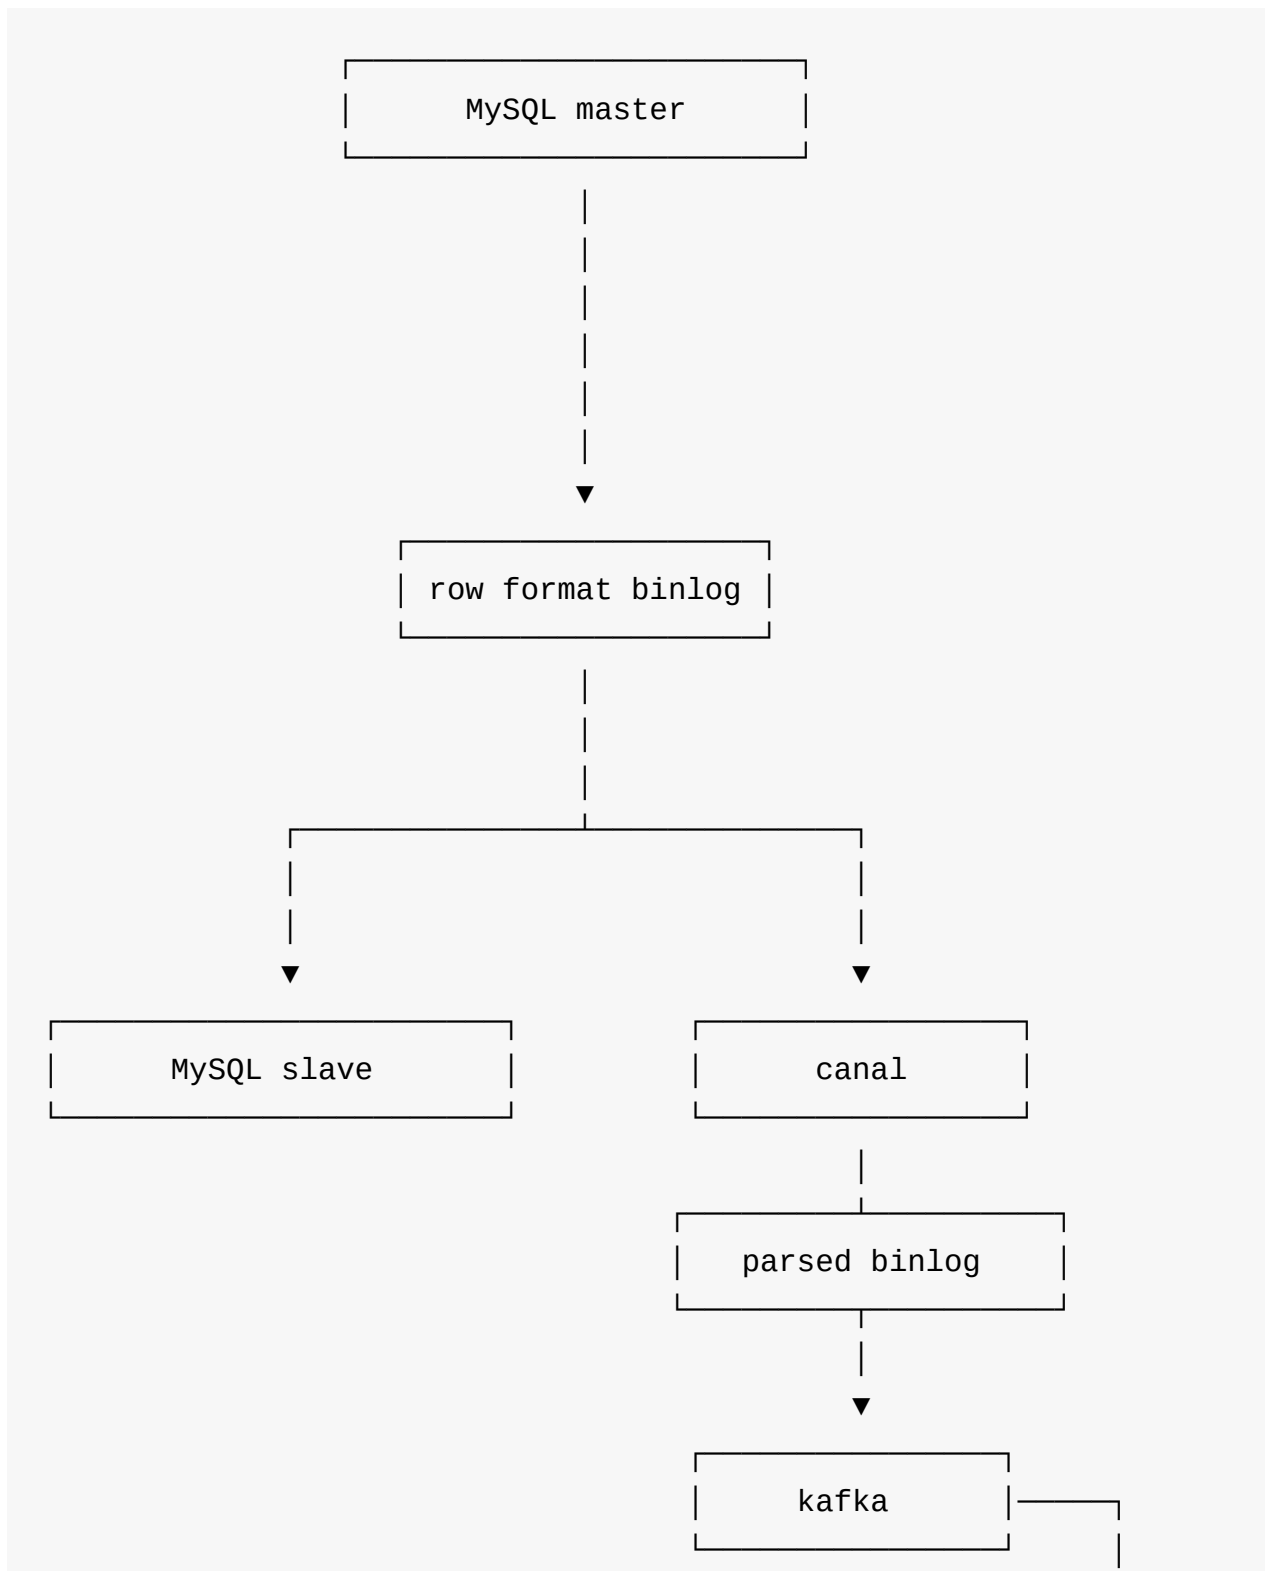 MySQL master
row format binlog
MySQL slave
canal
parsed binlog
kafka